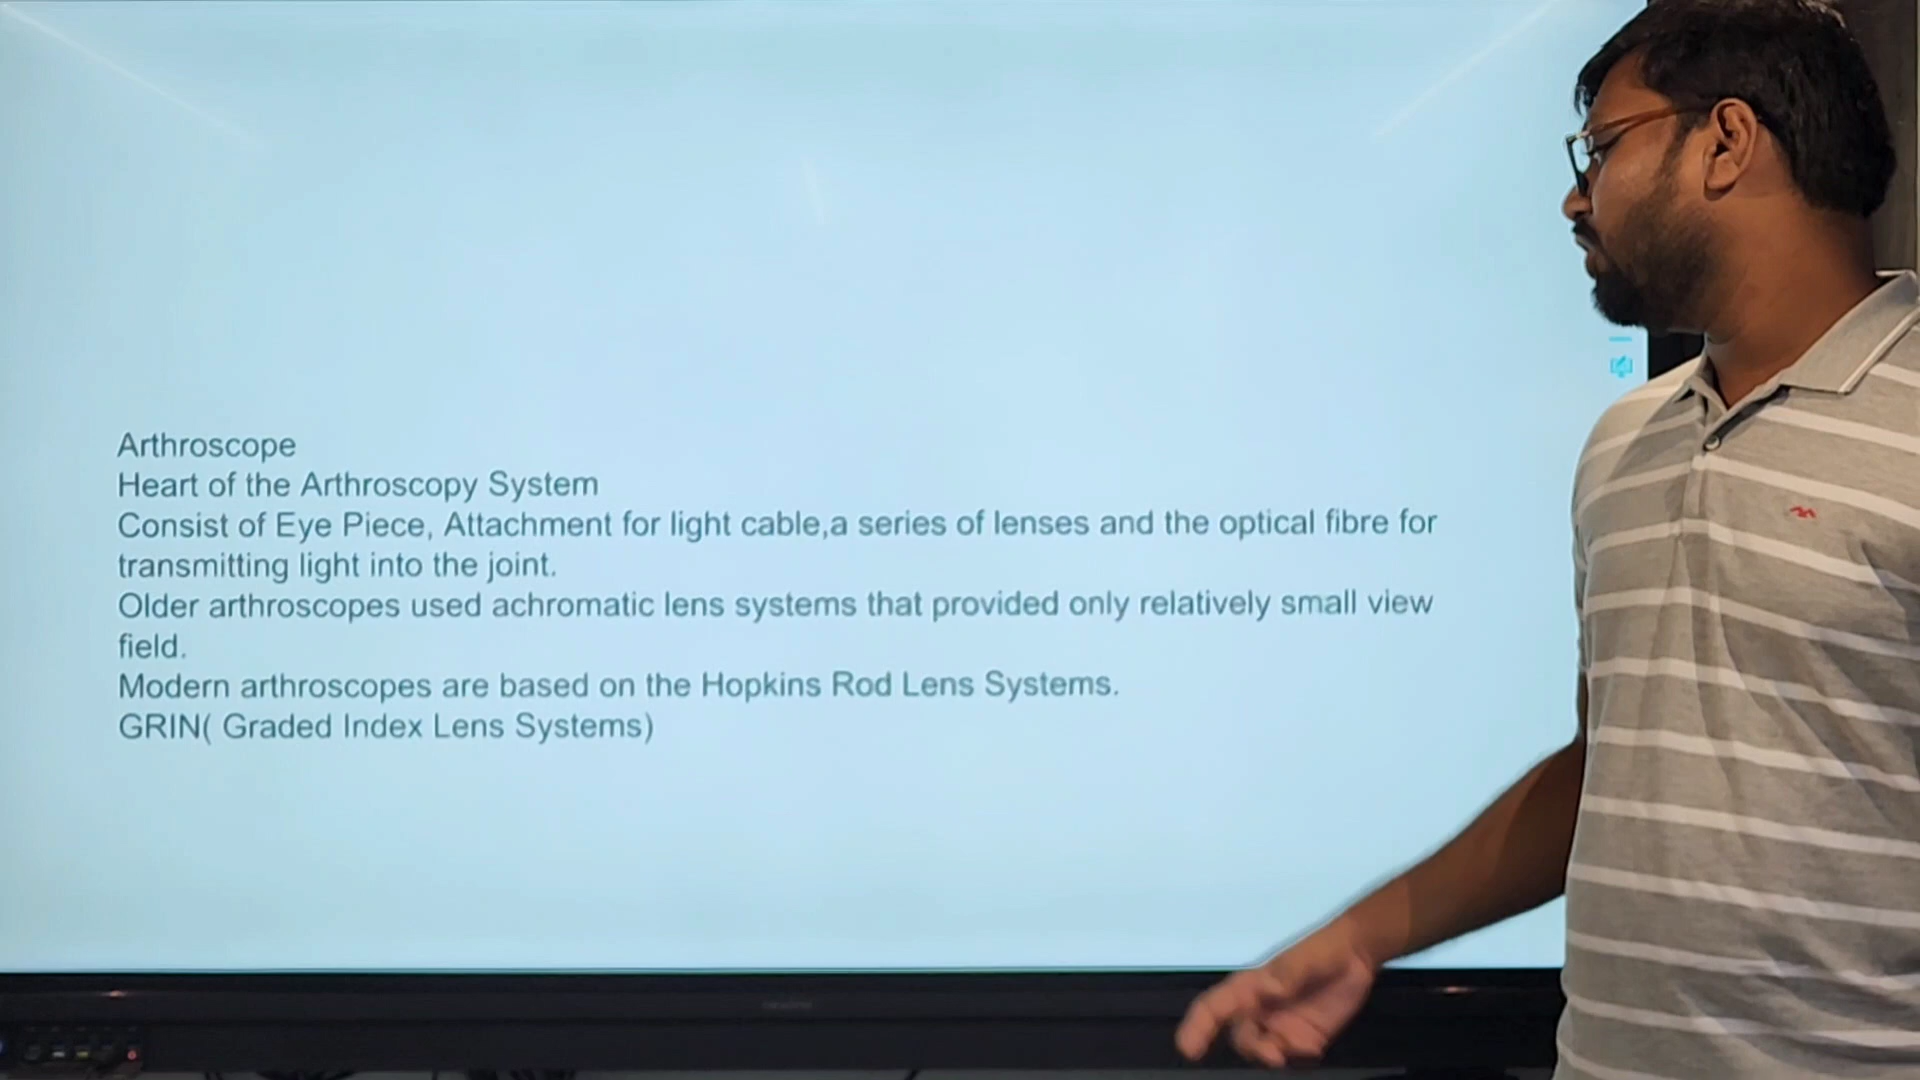 Arthroscope
Heart of the Arthroscopy System
Consist of Eye Piece, Attachment for light cable,a series of lenses and the optical fibre for
transmitting light into the joint.
Older arthroscopes used achromatic lens systems that provided only relatively small view
field.
Modern arthroscopes are based on the Hopkins Rod Lens Systems.
GRIN( Graded Index Lens Systems)